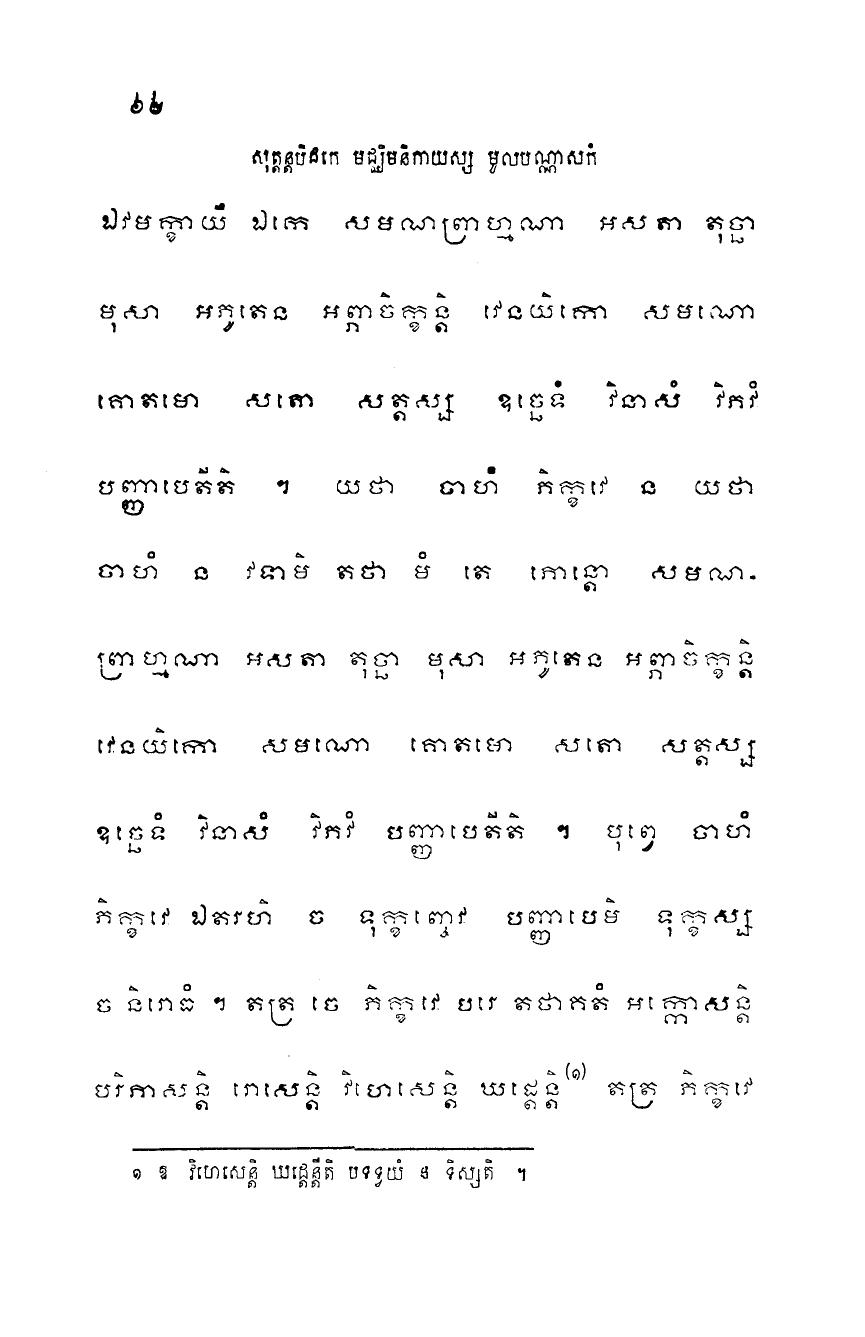 ៦៤
សុត្តន្តបិដកេ មជ្ឈិមនិកាយស្ស មូលបណ្ណាសកំ
ឯវមក្ខាយឹ ឯកេ សមណព្រាហ្មណា អសតា តុច្ឆា
មុសា អភូតេន អព្ភាចិក្ខន្តិ វេនយិកោ សមណោ
គោតមោ សតោ សត្តស្ស ឧច្ឆេទំ វិនាសំ វិភវំ
បញ្ញាបេតីតិ ។ យថា ចាហំ ភិក្ខវេ ន យថា
ចាហំ ន វទាមិ តថា មំ តេ ភោន្តោ សមណ-
ព្រាហ្មណា អសតា តុច្ឆា មុសា អភូតេន អព្ភាចិក្ខន្តិ
វេនយិកោ សមណោ គោតមោ សតោ សត្តស្ស
ឧច្ឆេទំ វិនាសំ វិភវំ បញ្ញាបេតីតិ ។ បុព្វេ ចាហំ
ភិក្ខវេ ឯតរហិ ច ទុក្ខញ្ចេវ បញ្ញាបេមិ ទុក្ខស្ស
ច និរោធំ ។ តត្រ ចេ ភិក្ខវេ បរេ តថាគតំ អក្កោសន្តិ
បរិភាសន្តិ រោសេន្តិ វិហេសេន្តិ ឃដ្តេន្តិ(១) តត្រ ភិក្ខវេ
១ ឱ វិហេសេន្តិ ឃដ្តេន្តីតិ បទទ្វយំ ន ទិស្សតិ ។